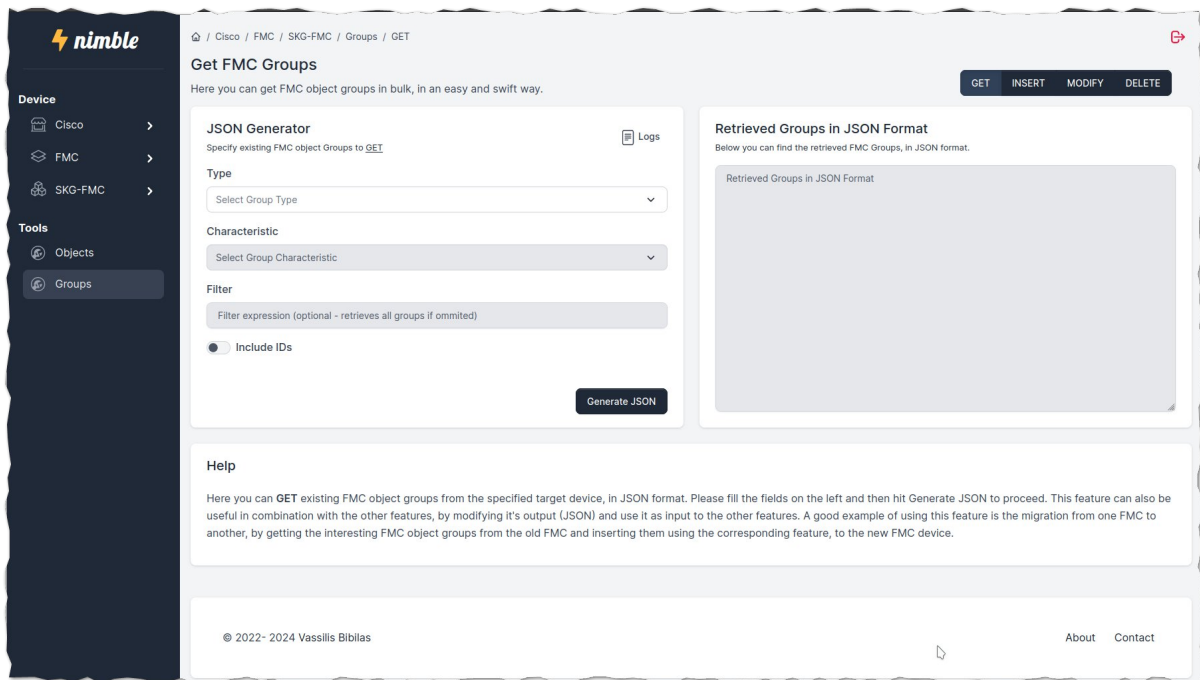 nimble
Device
Cisco
FMC
SKG-FMC
Tools
Objects
Groups
/ Cisco / FMC / SKG-FMC / Groups / GET
Get FMC Groups
Here you can get FMC object groups in bulk, in an easy and swift way.
GET INSERT MODIFY DELETE
JSON Generator
Specify existing FMC object Groups to GET
Logs
Type
Select Group Type
Characteristic
Select Group Characteristic
Filter
Filter expression (optional - retrieves all groups if ommited)
Include IDs
Generate JSON
Retrieved Groups in JSON Format
Below you can find the retrieved FMC Groups, in JSON format.
Retrieved Groups in JSON Format
Help
Here you can GET existing FMC object groups from the specified target device, in JSON format. Please fill the fields on the left and then hit Generate JSON to proceed. This feature can also be
useful in combination with the other features, by modifying it's output (JSON) and use it as input to the other features. A good example of using this feature is the migration from one FMC to
another, by getting the interesting FMC object groups from the old FMC and inserting them using the corresponding feature, to the new FMC device.
© 2022- 2024 Vassilis Bibilas
About Contact